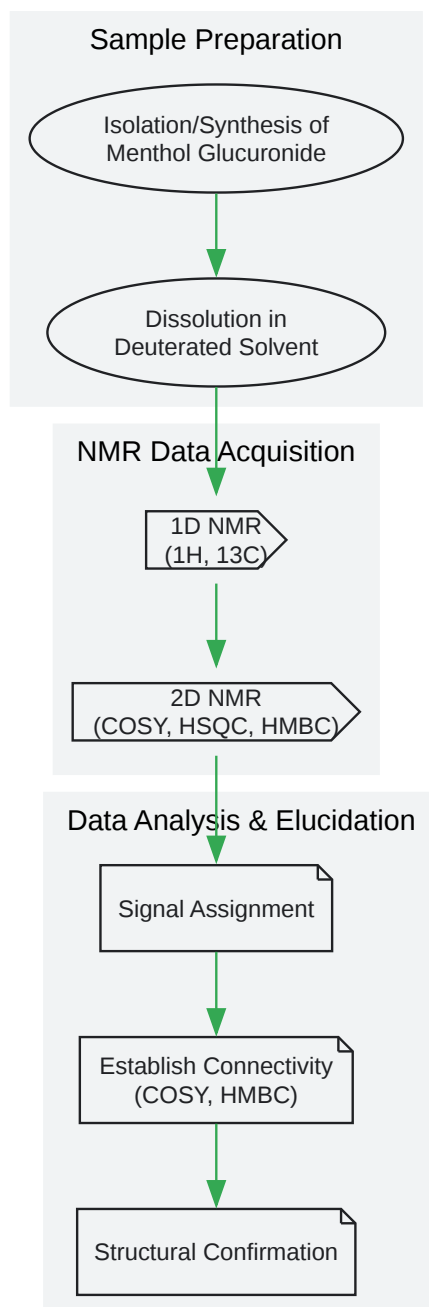 Sample Preparation
Isolation/Synthesis of
Menthol Glucuronide
Dissolution in
Deuterated Solvent
NMR Data Acquisition
1D NMR
(1H, 13C)
2D NMR
(COSY, HSQC, HMBC)
Data Analysis & Elucidation
Signal Assignment
Establish Connectivity
(COSY, HMBC)
Structural Confirmation